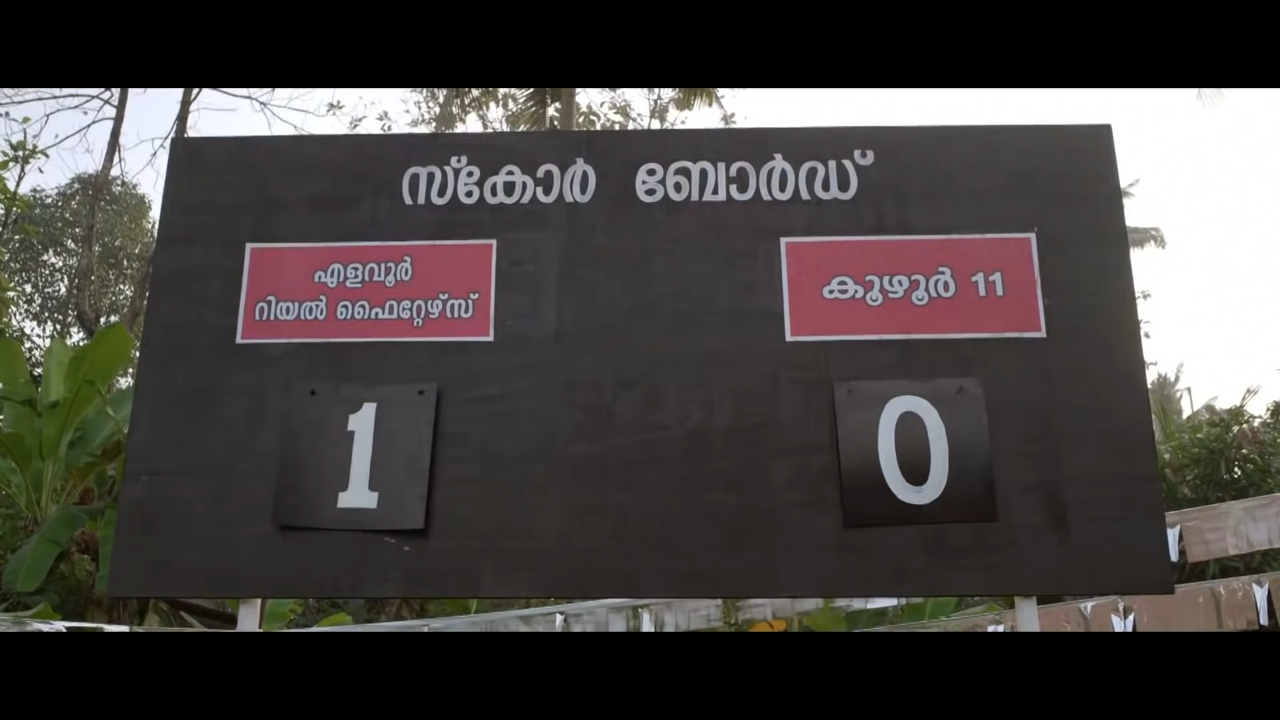 സ്കോർ ബോർഡ്
എളവൂർ
റിയൽ ഫൈറ്റേഴ്സ്
കൂഴൂർ 11
1
0